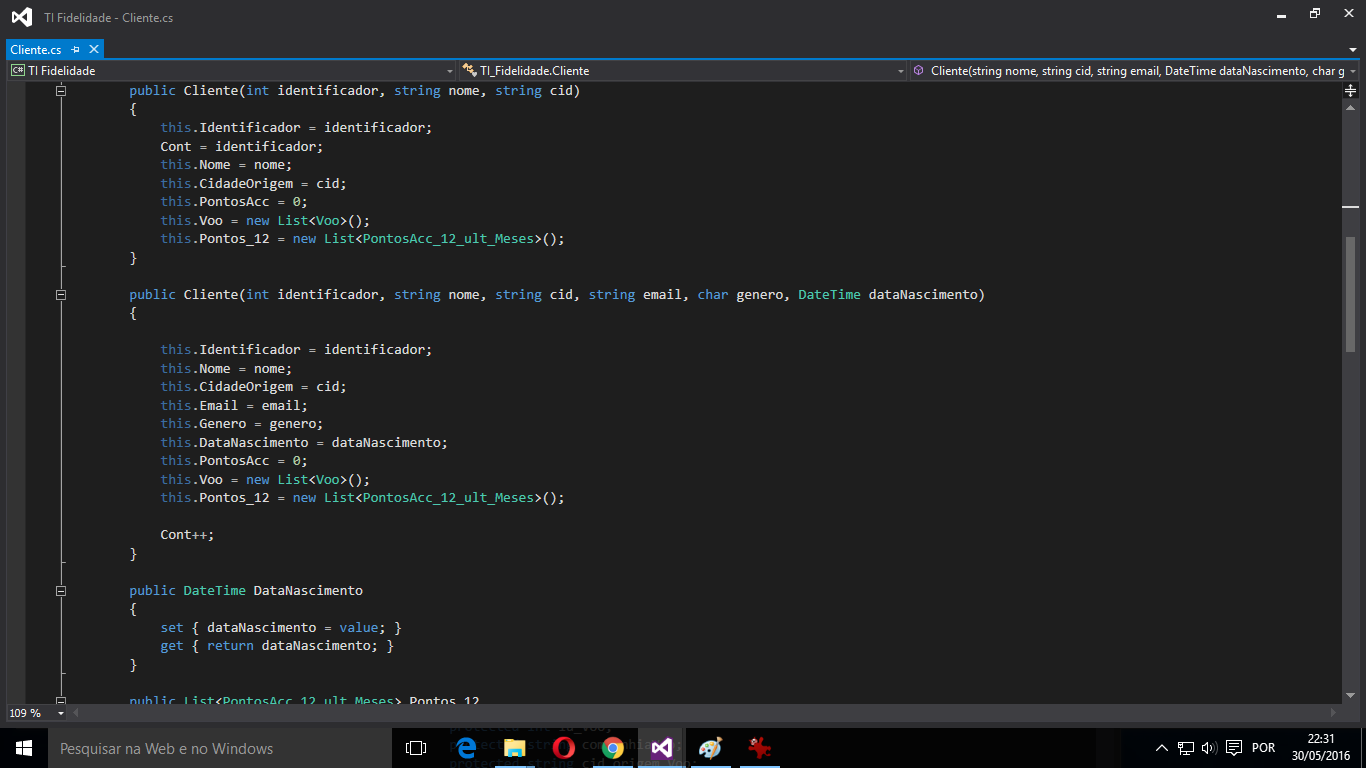 TI Fidelidade - Cliente.cs
Cliente.cs
C# TI Fidelidade TI_Fidelidade.Cliente Cliente(string nome, string cid, string email, DateTime dataNascimento, char g
public Cliente(int identificador, string nome, string cid)
{
this.Identificador = identificador;
Cont = identificador;
this.Nome = nome;
this.CidadeOrigem = cid;
this.PontosAcc = 0;
this.Voo = new List<Voo>();
this.Pontos_12 = new List<PontosAcc_12_ult_Meses>();
}
public Cliente(int identificador, string nome, string cid, string email, char genero, DateTime dataNascimento)
{
this.Identificador = identificador;
this.Nome = nome;
this.CidadeOrigem = cid;
this.Email = email;
this.Genero = genero;
this.DataNascimento = dataNascimento;
this.PontosAcc = 0;
this.Voo = new List<Voo>();
this.Pontos_12 = new List<PontosAcc_12_ult_Meses>();
Cont++;
}
public DateTime DataNascimento
{
set { dataNascimento = value; }
get { return dataNascimento; }
}
public List<PontosAcc_12_ult_Meses> Pontos_12
109 %
Pesquisar na Web e no Windows
POR
22:31
30/05/2016